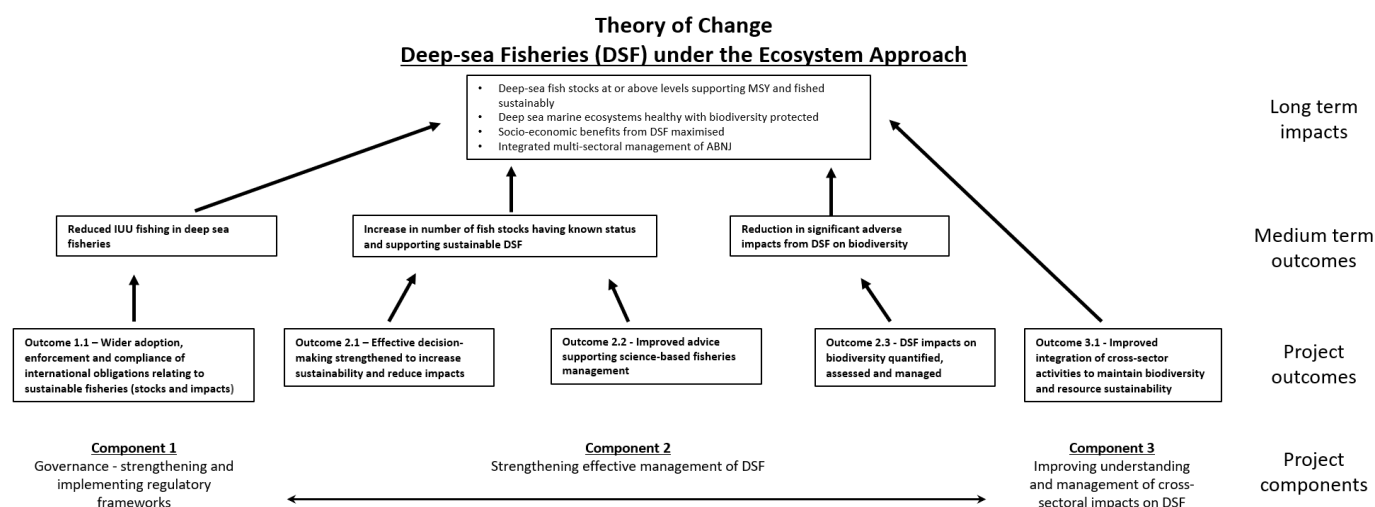 Theory of Change
Deep-sea Fisheries (DSF) under the Ecosystem Approach
• Deep-sea fish stocks at or above levels supporting MSY and fished
sustainably
• Deep sea marine ecosystems healthy with biodiversity protected
• Socio-economic benefits from DSF maximised
• Integrated multi-sectoral management of ABNJ
Long term
impacts
Reduced IUU fishing in deep sea
fisheries
Increase in number of fish stocks having known status
and supporting sustainable DSF
Reduction in significant adverse
impacts from DSF on biodiversity
Medium term
outcomes
Outcome 1.1 – Wider adoption,
enforcement and compliance of
international obligations relating to
sustainable fisheries (stocks and impacts)
Outcome 2.1 – Effective decision-
making strengthened to increase
sustainability and reduce impacts
Outcome 2.2 - Improved advice
supporting science-based fisheries
management
Outcome 2.3 - DSF impacts on
biodiversity quantified,
assessed and managed
Outcome 3.1 - Improved
integration of cross-sector
activities to maintain biodiversity
and resource sustainability
Project
outcomes
Component 1
Governance - strengthening and
implementing regulatory
frameworks
Component 2
Strengthening effective management of DSF
Component 3
Improving understanding
and management of cross-
sectoral impacts on DSF
Project
components